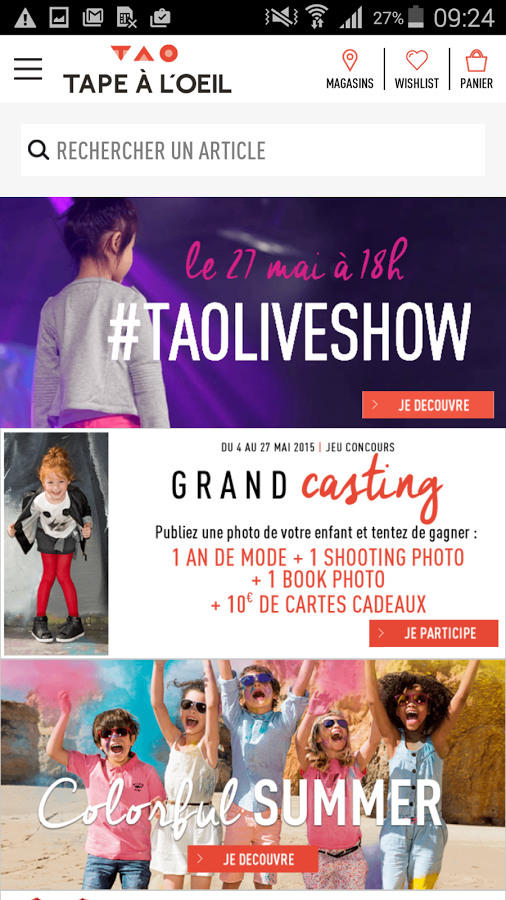 27% 09:24
TAO
TAPE À L'OEIL
MAGASINS
WISHLIST
PANIER
RECHERCHER UN ARTICLE
le 27 mai à 18h
#TAOLIVESHOW
JE DECOUVRE
DU 4 AU 27 MAI 2015 | JEU CONCOURS
GRAND casting
Publiez une photo de votre enfant et tentez de gagner :
1 AN DE MODE + 1 SHOOTING PHOTO
+ 1 BOOK PHOTO
+ 10€ DE CARTES CADEAUX
JE PARTICIPE
Colorful SUMMER
JE DECOUVRE